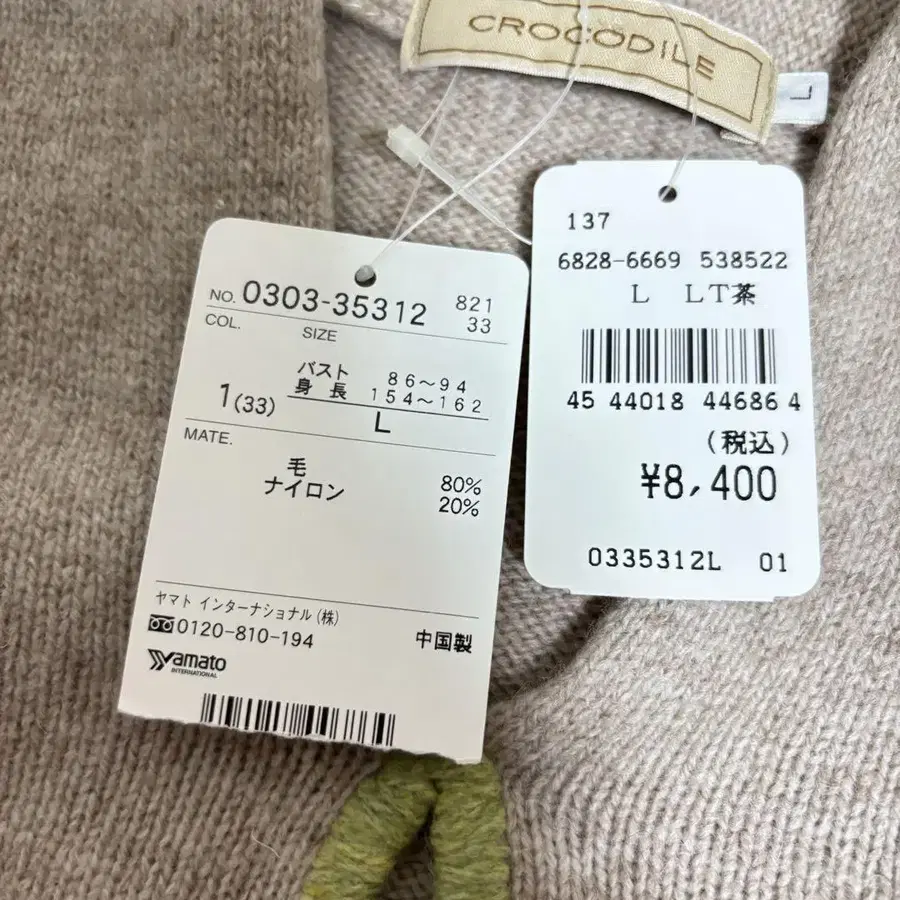 CROCODILE
L
NO. 0303-35312 821
33
COL. SIZE
バスト 86～94
身長 154～162
1(33) L
MATE.
毛 80%
ナイロン 20%
ヤマト インターナショナル(株)
0120-810-194 中国製
Yamato
INTERNATIONAL
137
6828-6669 538522
L LT茶
45 44018 44686 4
(税込)
¥8,400
0335312L 01